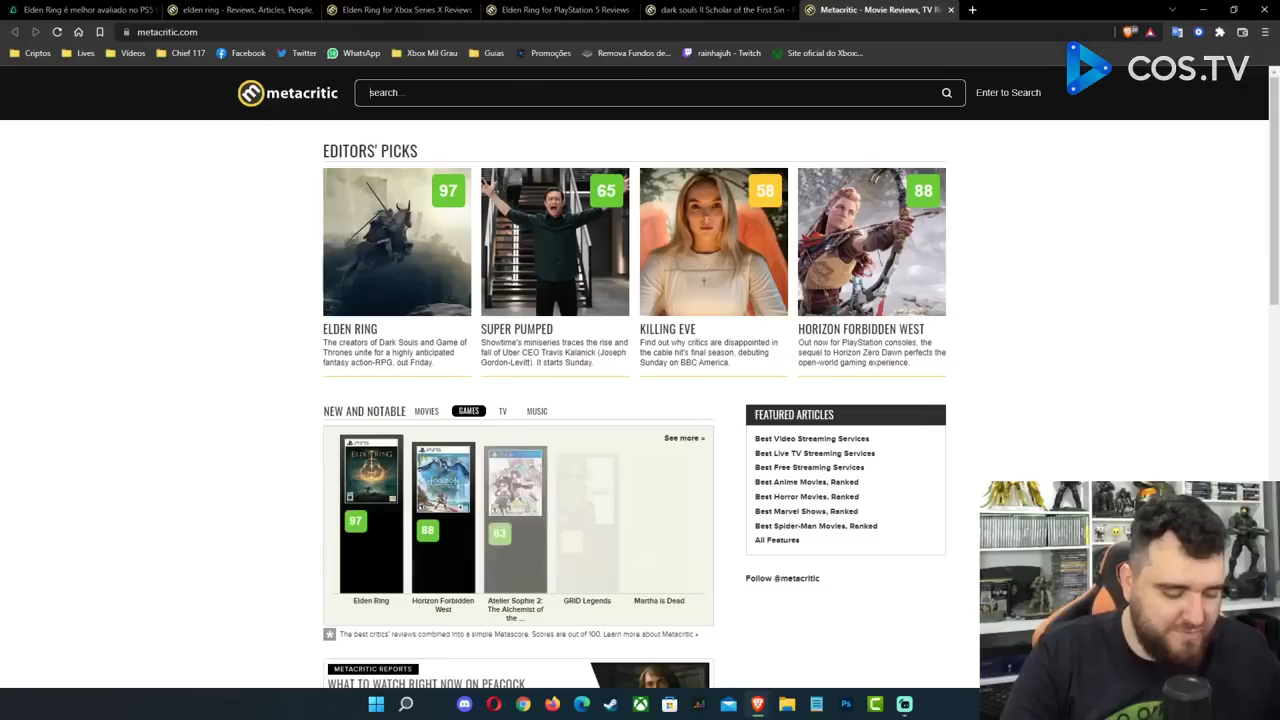 Elden Ring é melhor avaliado no PS5
elden ring - Reviews, Articles, People,
Elden Ring for Xbox Series X Reviews
Elden Ring for PlayStation 5 Reviews -
dark souls II Scholar of the First Sin -
Metacritic - Movie Reviews, TV R
metacritic.com
Criptos
Lives
Vídeos
Chief 117
Facebook
Twitter
WhatsApp
Xbox Mil Grau
Guias
Promoções
Remova Fundos de...
rainhajuh - Twitch
Site oficial do Xbox:...
COS.TV
metacritic
search...
Enter to Search
EDITORS' PICKS
97
65
58
88
ELDEN RING
The creators of Dark Souls and Game of
Thrones unite for a highly anticipated
fantasy action-RPG, out Friday.
SUPER PUMPED
Showtime's miniseries traces the rise and
fall of Uber CEO Travis Kalanick (Joseph
Gordon-Levitt). It starts Sunday.
KILLING EVE
Find out why critics are disappointed in
the cable hit's final season, debuting
Sunday on BBC America.
HORIZON FORBIDDEN WEST
Out now for PlayStation consoles, the
sequel to Horizon Zero Dawn perfects the
open-world gaming experience.
NEW AND NOTABLE
MOVIES
GAMES
TV
MUSIC
See more »
PS5
ELDEN RING
97
PS5
HORIZON
88
83
Elden Ring
Horizon Forbidden
West
Atelier Sophie 2:
The Alchemist of
the ...
GRID Legends
Martha is Dead
The best critics' reviews combined into a simple Metascore. Scores are out of 100. Learn more about Metacritic »
FEATURED ARTICLES
Best Video Streaming Services
Best Live TV Streaming Services
Best Free Streaming Services
Best Anime Movies, Ranked
Best Horror Movies, Ranked
Best Marvel Shows, Ranked
Best Spider-Man Movies, Ranked
All Features
Follow @metacritic
METACRITIC REPORTS
WHAT TO WATCH RIGHT NOW ON PEACOCK